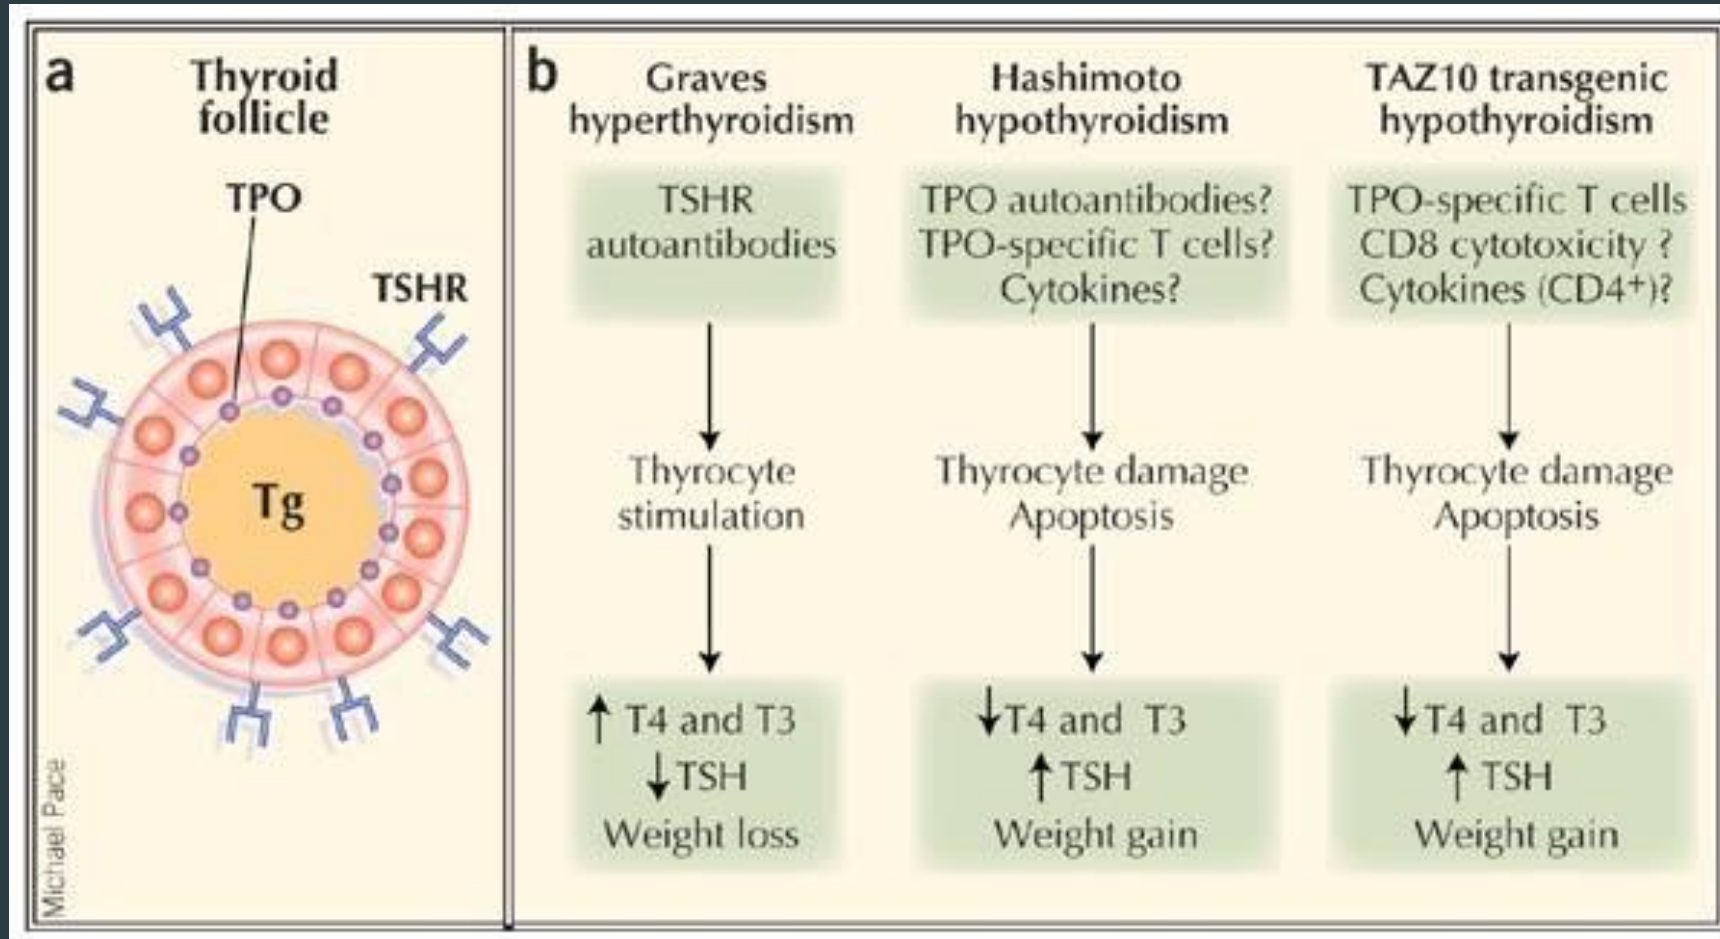 a
Thyroid
follicle
TPO
TSHR
Tg
Michael Pace
b
Graves
hyperthyroidism
TSHR
autoantibodies
Thyrocyte
stimulation
↑ T4 and T3
↓ TSH
Weight loss
Hashimoto
hypothyroidism
TPO autoantibodies?
TPO-specific T cells?
Cytokines?
Thyrocyte damage
Apoptosis
↓ T4 and T3
↑ TSH
Weight gain
TAZ10 transgenic
hypothyroidism
TPO-specific T cells
CD8 cytotoxicity ?
Cytokines (CD4⁺)?
Thyrocyte damage
Apoptosis
↓ T4 and T3
↑ TSH
Weight gain